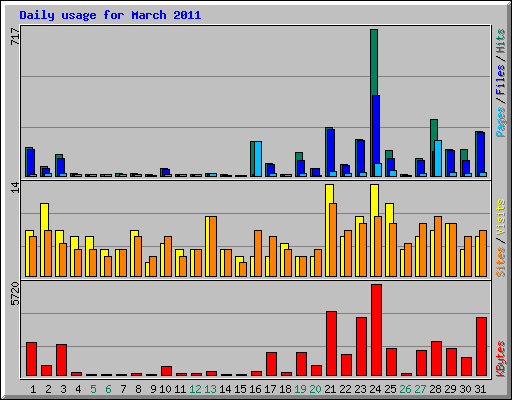 Daily usage for March 2011
717
Pages / Files / Hits
14
Sites / Visits
5720
KBytes
1 2 3 4 5 6 7 8 9 10 11 12 13 14 15 16 17 18 19 20 21 22 23 24 25 26 27 28 29 30 31